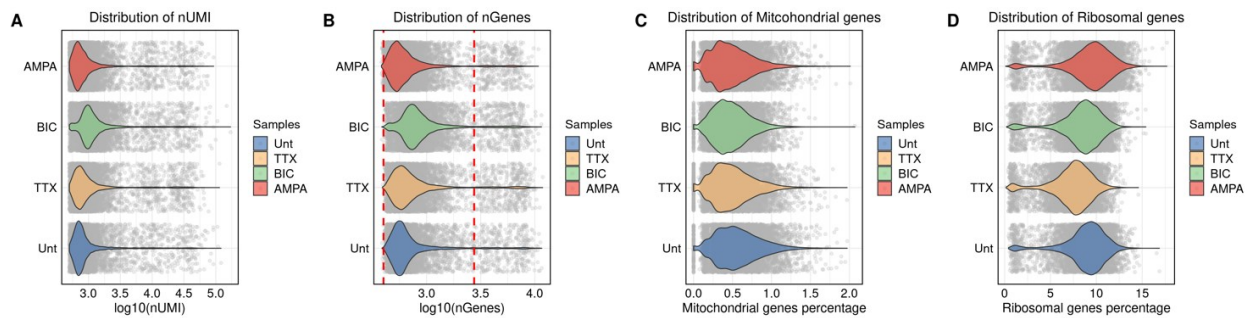 A
Distribution of nUMI
AMPA
BIC
TTX
Unt
3.0
3.5
4.0
4.5
5.0
log10(nUMI)
Samples
Unt
TTX
BIC
AMPA
B
Distribution of nGenes
AMPA
BIC
TTX
Unt
3.0
3.5
4.0
log10(nGenes)
Samples
Unt
TTX
BIC
AMPA
C
Distribution of Mitcohondrial genes
AMPA
BIC
TTX
Unt
0.0
0.5
1.0
1.5
2.0
Mitochondrial genes percentage
Samples
Unt
TTX
BIC
AMPA
D
Distribution of Ribosomal genes
AMPA
BIC
TTX
Unt
0
5
10
15
Ribosomal genes percentage
Samples
Unt
TTX
BIC
AMPA